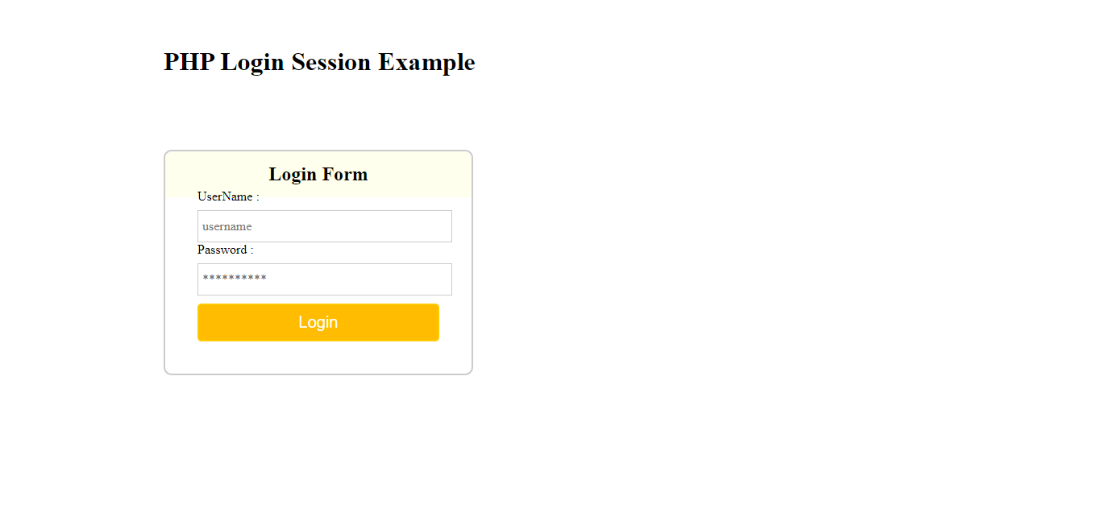 PHP Login Session Example
Login Form
UserName :
username
Password :
**********
Login